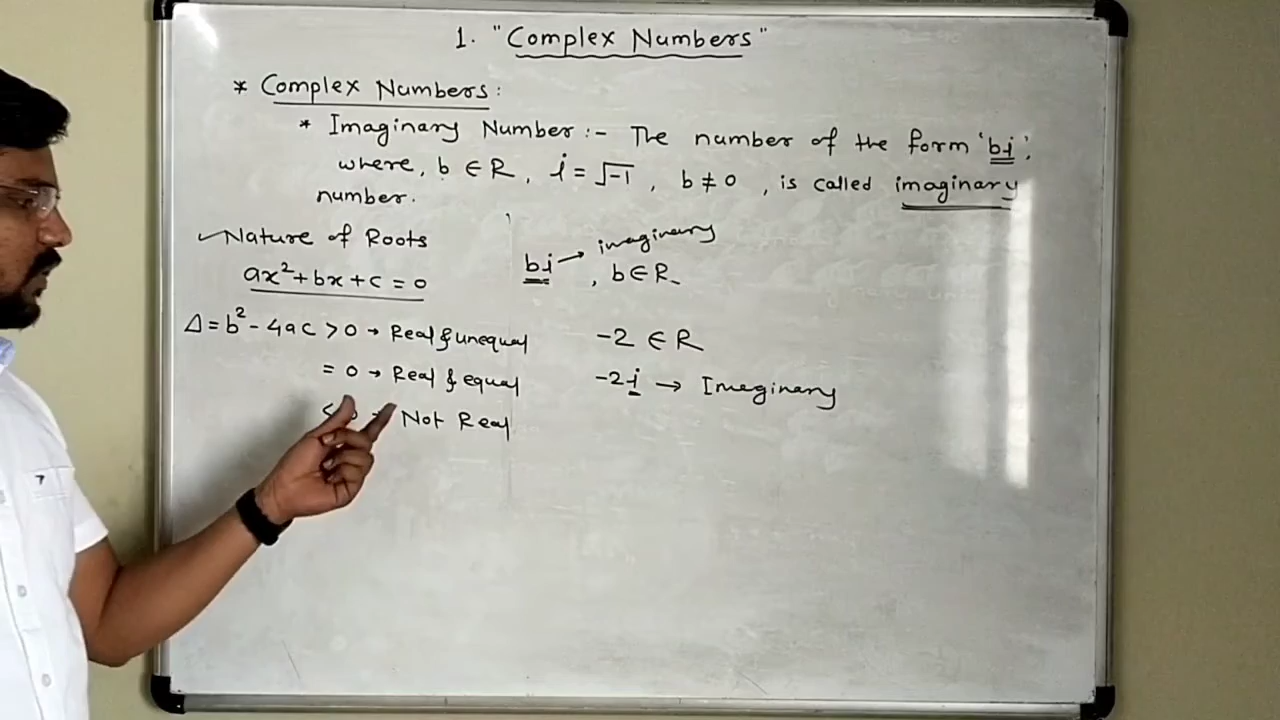 1. "Complex Numbers"
* Complex Numbers:
* Imaginary Number :- The number of the form 'bi',
where, b ∈ R, i = √-1, b ≠ 0, is called imaginary
number.
✓Nature of Roots
ax²+bx+c=0
Δ=b²-4ac >0 → Real & unequal
= 0 → Real & equal
< 0 → Not Real
bi → imaginary
, b ∈ R
-2 ∈ R
-2i → Imaginary